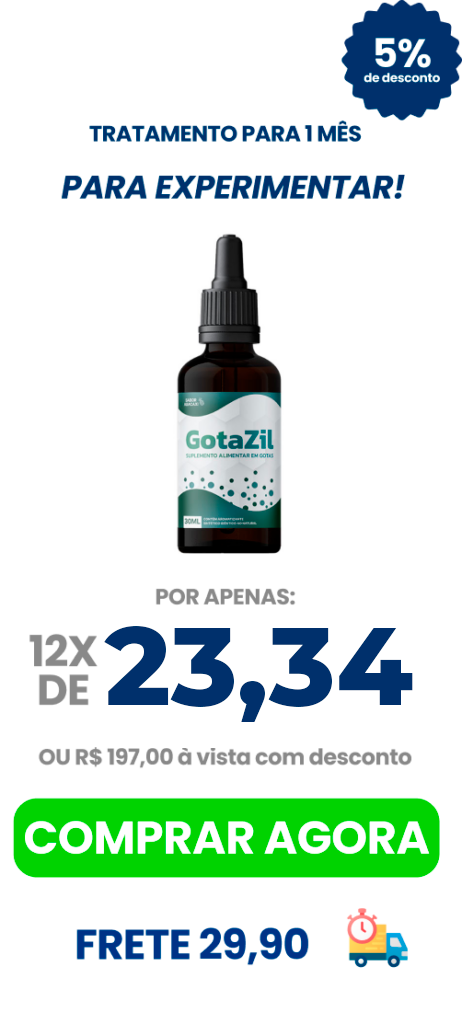 5%
de desconto
TRATAMENTO PARA 1 MÊS
PARA EXPERIMENTAR!
GotaZil
SUPLEMENTO ALIMENTAR EM GOTAS
30ML
POR APENAS:
12X
DE
23,34
OU R$ 197,00 à vista com desconto
COMPRAR AGORA
FRETE 29,90